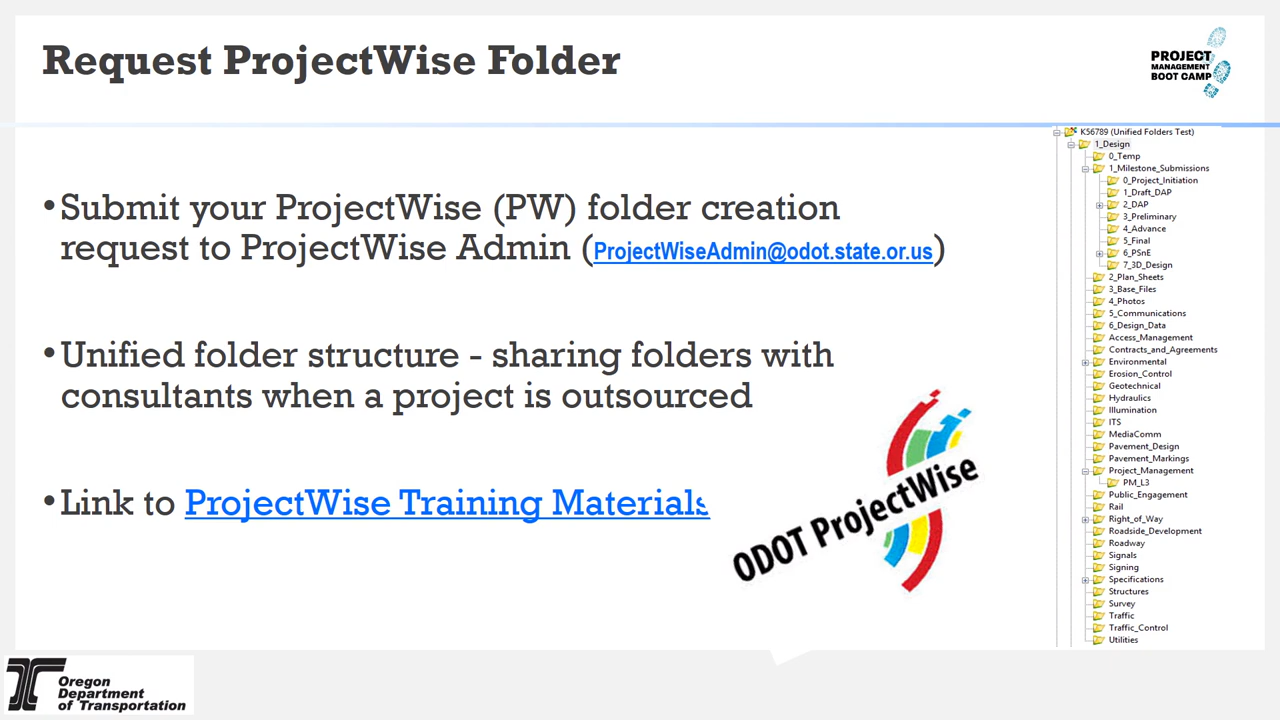 Request ProjectWise Folder
PROJECT
MANAGEMENT
BOOT CAMP
•Submit your ProjectWise (PW) folder creation
request to ProjectWise Admin (ProjectWiseAdmin@odot.state.or.us)
•Unified folder structure - sharing folders with
consultants when a project is outsourced
•Link to ProjectWise Training Materials
ODOT ProjectWise
K56789 (Unified Folders Test)
1_Design
0_Temp
1_Milestone_Submissions
0_Project_Initiation
1_Draft_DAP
2_DAP
3_Preliminary
4_Advance
5_Final
6_PSnE
7_3D_Design
2_Plan_Sheets
3_Base_Files
4_Photos
5_Communications
6_Design_Data
Access_Management
Contracts_and_Agreements
Environmental
Erosion_Control
Geotechnical
Hydraulics
Illumination
ITS
MediaComm
Pavement_Design
Pavement_Markings
Project_Management
PM_L3
Public_Engagement
Rail
Right_of_Way
Roadside_Development
Roadway
Signals
Signing
Specifications
Structures
Survey
Traffic
Traffic_Control
Utilities
Oregon
Department
of Transportation